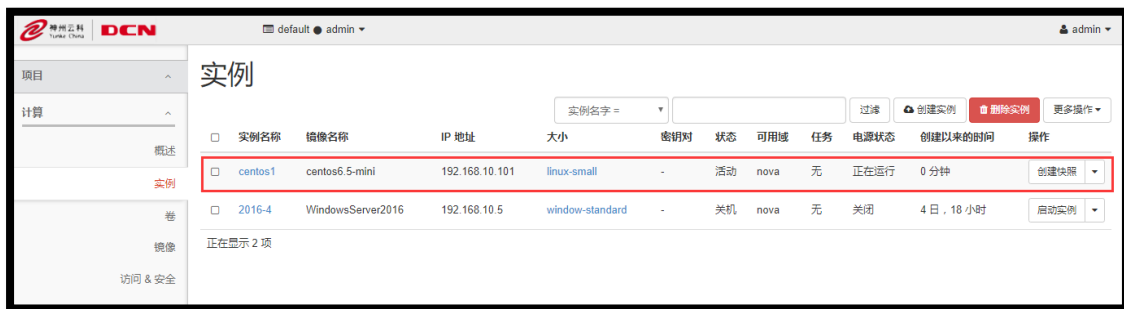 神州云科 Yunke China DCN default admin admin
项目
实例
计算
实例名字 = 过滤 创建实例 删除实例 更多操作
实例名称 镜像名称 IP 地址 大小 密钥对 状态 可用域 任务 电源状态 创建以来的时间 操作
概述
centos1 centos6.5-mini 192.168.10.101 linux-small - 活动 nova 无 正在运行 0 分钟 创建快照
实例
2016-4 WindowsServer2016 192.168.10.5 window-standard - 关机 nova 无 关闭 4 日，18 小时 启动实例
卷
正在显示 2 项
镜像
访问 & 安全